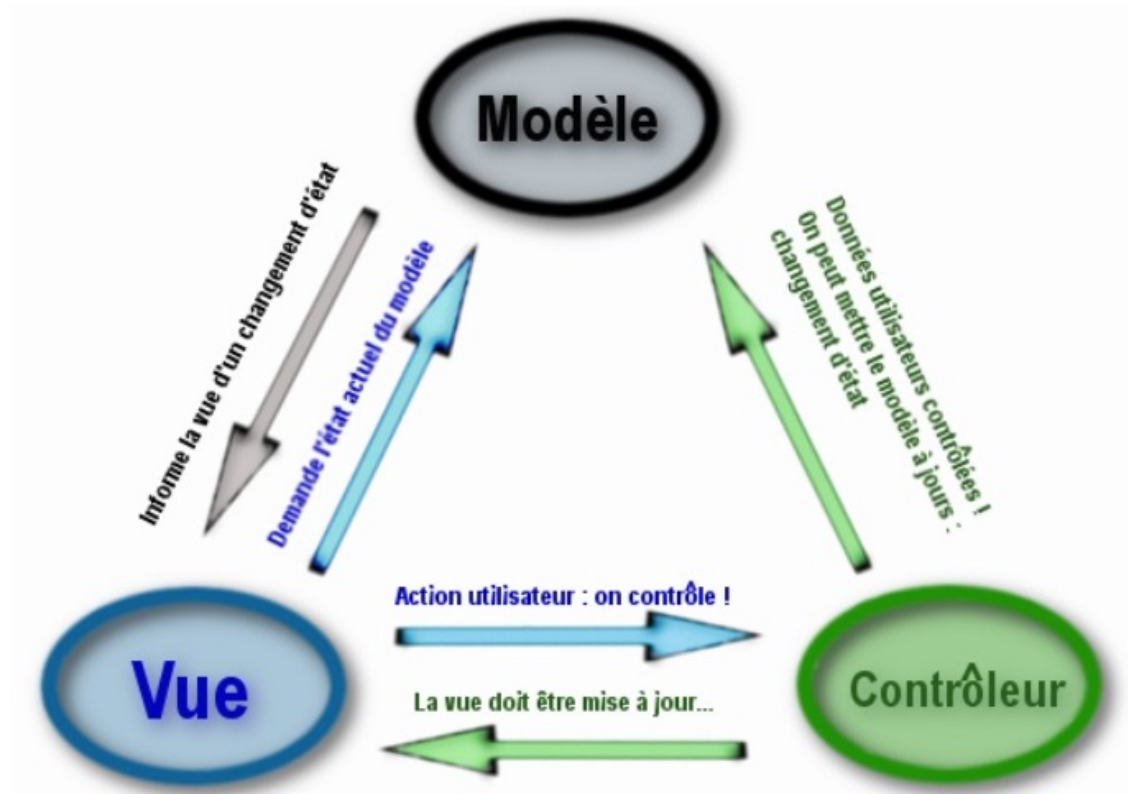 Modèle
Informe la vue d'un changement d'état
Demande l'état actuel du modèle
Données utilisateurs contrôlées !
On peut mettre le modèle à jours :
changement d'état
Action utilisateur : on contrôle !
Vue
Contrôleur
La vue doit être mise à jour...